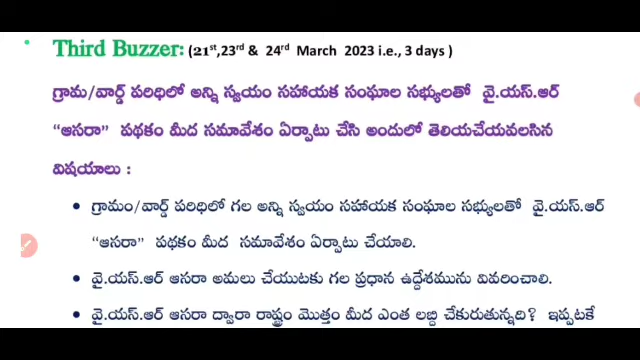 Third Buzzer: (21st,23rd & 24rd March 2023 i.e., 3 days )
గ్రామ/వార్డ్ పరిధిలో అన్ని స్వయం సహాయక సంఘాల సభ్యులతో వై.యస్.ఆర్
“ఆసరా” పథకం మీద సమావేశం ఏర్పాటు చేసి అందులో తెలియచేయవలసిన
విషయాలు :
• గ్రామం/వార్డ్ పరిధిలో గల అన్ని స్వయం సహాయక సంఘాల సభ్యులతో వై.యస్.ఆర్
“ఆసరా” పథకం మీద సమావేశం ఏర్పాటు చేయాలి.
• వై.యస్.ఆర్ ఆసరా అమలు చేయుటకు గల ప్రధాన ఉద్దేశమును వివరించాలి.
• వై.యస్.ఆర్ ఆసరా ద్వారా రాష్ట్రం మొత్తం మీద ఎంత లబ్ది చేకురుతున్నది? ఇప్పటకే